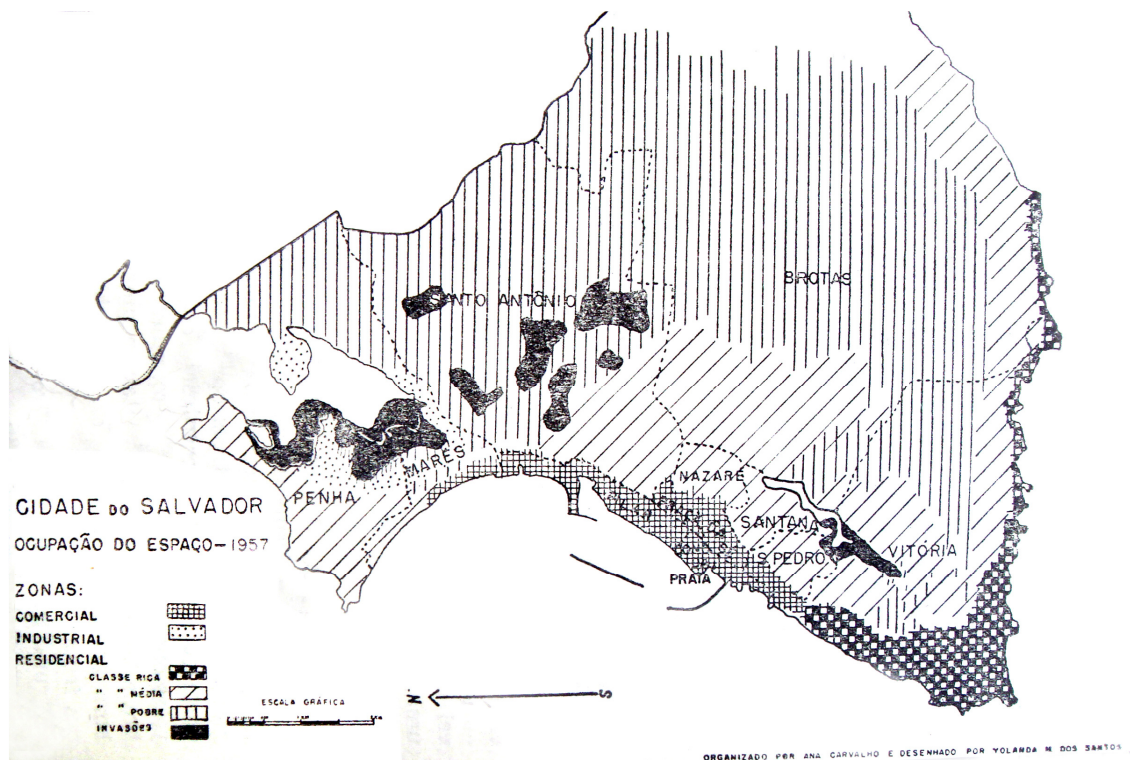 BROTAS
SANTO ANTÔNIO
MARÊS
PENHA
NAZARÉ
SANTANA
S. PEDRO
VITÓRIA
PRAIA
CIDADE DO SALVADOR
OCUPAÇÃO DO ESPAÇO-1957
ZONAS:
COMERCIAL
INDUSTRIAL
RESIDENCIAL
CLASSE RICA
" " MÉDIA
" " POBRE
INVASÕES
ESCALA GRÁFICA
N S
ORGANIZADO POR ANA CARVALHO E DESENHADO POR YOLANDA M DOS SANTOS